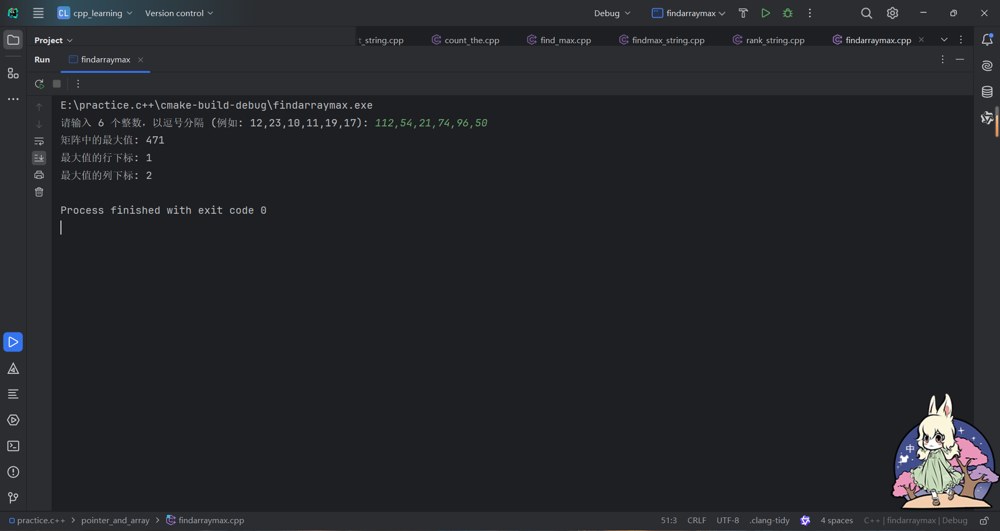 CL cpp_learning Version control Debug findarraymax
Project t_string.cpp count_the.cpp find_max.cpp findmax_string.cpp rank_string.cpp findarraymax.cpp
Run findarraymax
E:\practice.c++\cmake-build-debug\findarraymax.exe
请输入 6 个整数，以逗号分隔 (例如: 12,23,10,11,19,17): 112,54,21,74,96,50
矩阵中的最大值: 471
最大值的行下标: 1
最大值的列下标: 2
Process finished with exit code 0
中
practice.c++ > pointer_and_array > findarraymax.cpp 51:3 CRLF UTF-8 .clang-tidy 4 spaces C++ | findarraymax | Debug